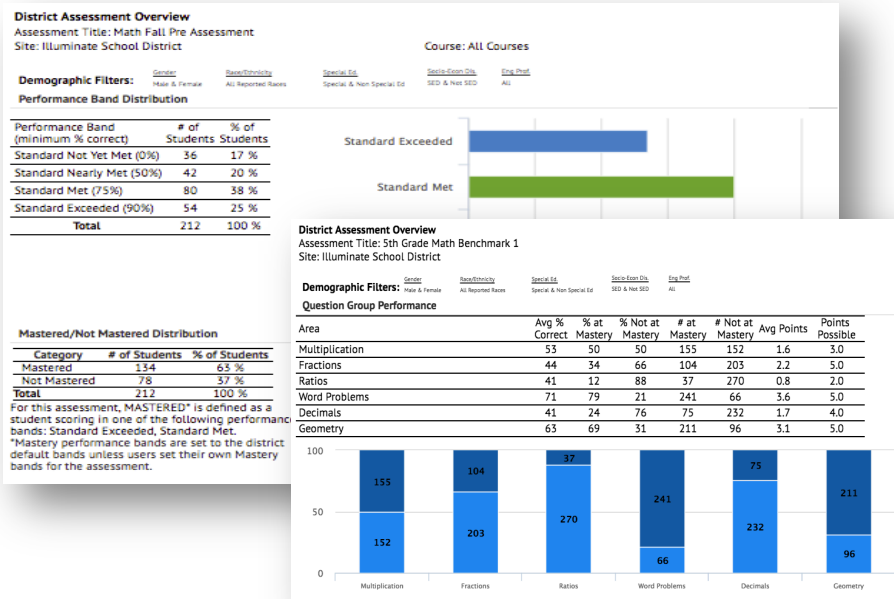 District Assessment Overview
Assessment Title: Math Fall Pre Assessment
Site: Illuminate School District
Course: All Courses
Demographic Filters:
Gender Race/Ethnicity Special Ed. Socio-Econ Dis. Eng Prof.
Male & Female All Reported Races Special & Non Special Ed SED & Not SED All
Performance Band Distribution
Performance Band # of % of
(minimum % correct) Students Students
Standard Not Yet Met (0%) 36 17 %
Standard Nearly Met (50%) 42 20 %
Standard Met (75%) 80 38 %
Standard Exceeded (90%) 54 25 %
Total 212 100 %
Standard Exceeded
Standard Met
Mastered/Not Mastered Distribution
Category # of Students % of Students
Mastered 134 63 %
Not Mastered 78 37 %
Total 212 100 %
For this assessment, MASTERED* is defined as a
student scoring in one of the following performance
bands: Standard Exceeded, Standard Met.
*Mastery performance bands are set to the district
default bands unless users set their own Mastery
bands for the assessment.
District Assessment Overview
Assessment Title: 5th Grade Math Benchmark 1
Site: Illuminate School District
Demographic Filters:
Gender Race/Ethnicity Special Ed. Socio-Econ Dis. Eng Prof.
Male & Female All Reported Races Special & Non Special Ed SED & Not SED All
Question Group Performance
Area Avg % % at % Not at # at # Not at Avg Points Points
Correct Mastery Mastery Mastery Mastery Possible
Multiplication 53 50 50 155 152 1.6 3.0
Fractions 44 34 66 104 203 2.2 5.0
Ratios 41 12 88 37 270 0.8 2.0
Word Problems 71 79 21 241 66 3.6 5.0
Decimals 41 24 76 75 232 1.7 4.0
Geometry 63 69 31 211 96 3.1 5.0
100
50
0
155 104 37 241 75 211
152 203 270 66 232 96
Multiplication Fractions Ratios Word Problems Decimals Geometry